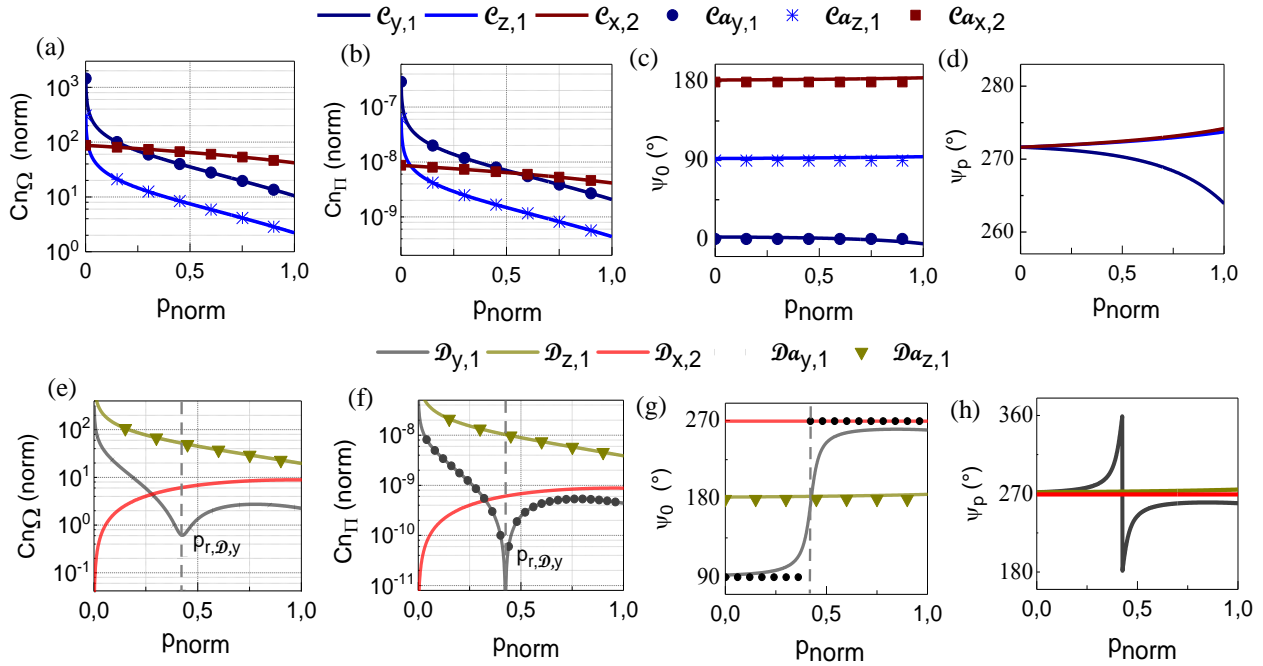 𝒞y,1 𝒞z,1 𝒞x,2 𝒞ay,1 𝒞az,1 𝒞ax,2
(a)
CnΩ (norm)
10³
10²
10¹
10⁰
0 0,5 1,0
pnorm
(b)
CnΠ (norm)
10⁻⁷
10⁻⁸
10⁻⁹
0 0,5 1,0
pnorm
(c)
ψ0 (°)
180
90
0
0 0,5 1,0
pnorm
(d)
ψp (°)
280
270
260
0 0,5 1,0
pnorm
𝒟y,1 𝒟z,1 𝒟x,2 𝒟ay,1 𝒟az,1
(e)
CnΩ (norm)
10²
10¹
10⁰
10⁻¹
pr,𝒟,y
0,0 0,5 1,0
pnorm
(f)
CnΠ (norm)
10⁻⁸
10⁻⁹
10⁻¹⁰
10⁻¹¹
pr,𝒟,y
0,0 0,5 1,0
pnorm
(g)
ψ0 (°)
270
180
90
0,0 0,5 1,0
pnorm
(h)
ψp (°)
360
270
180
0,0 0,5 1,0
pnorm